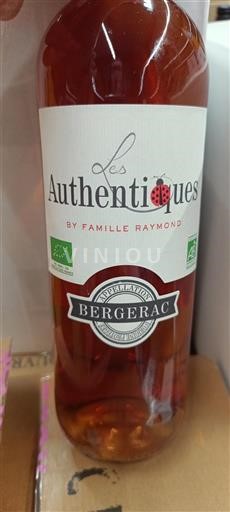 Les
Authentiques
BY FAMILLE RAYMOND
VINIOU
APPELLATION
BERGERAC